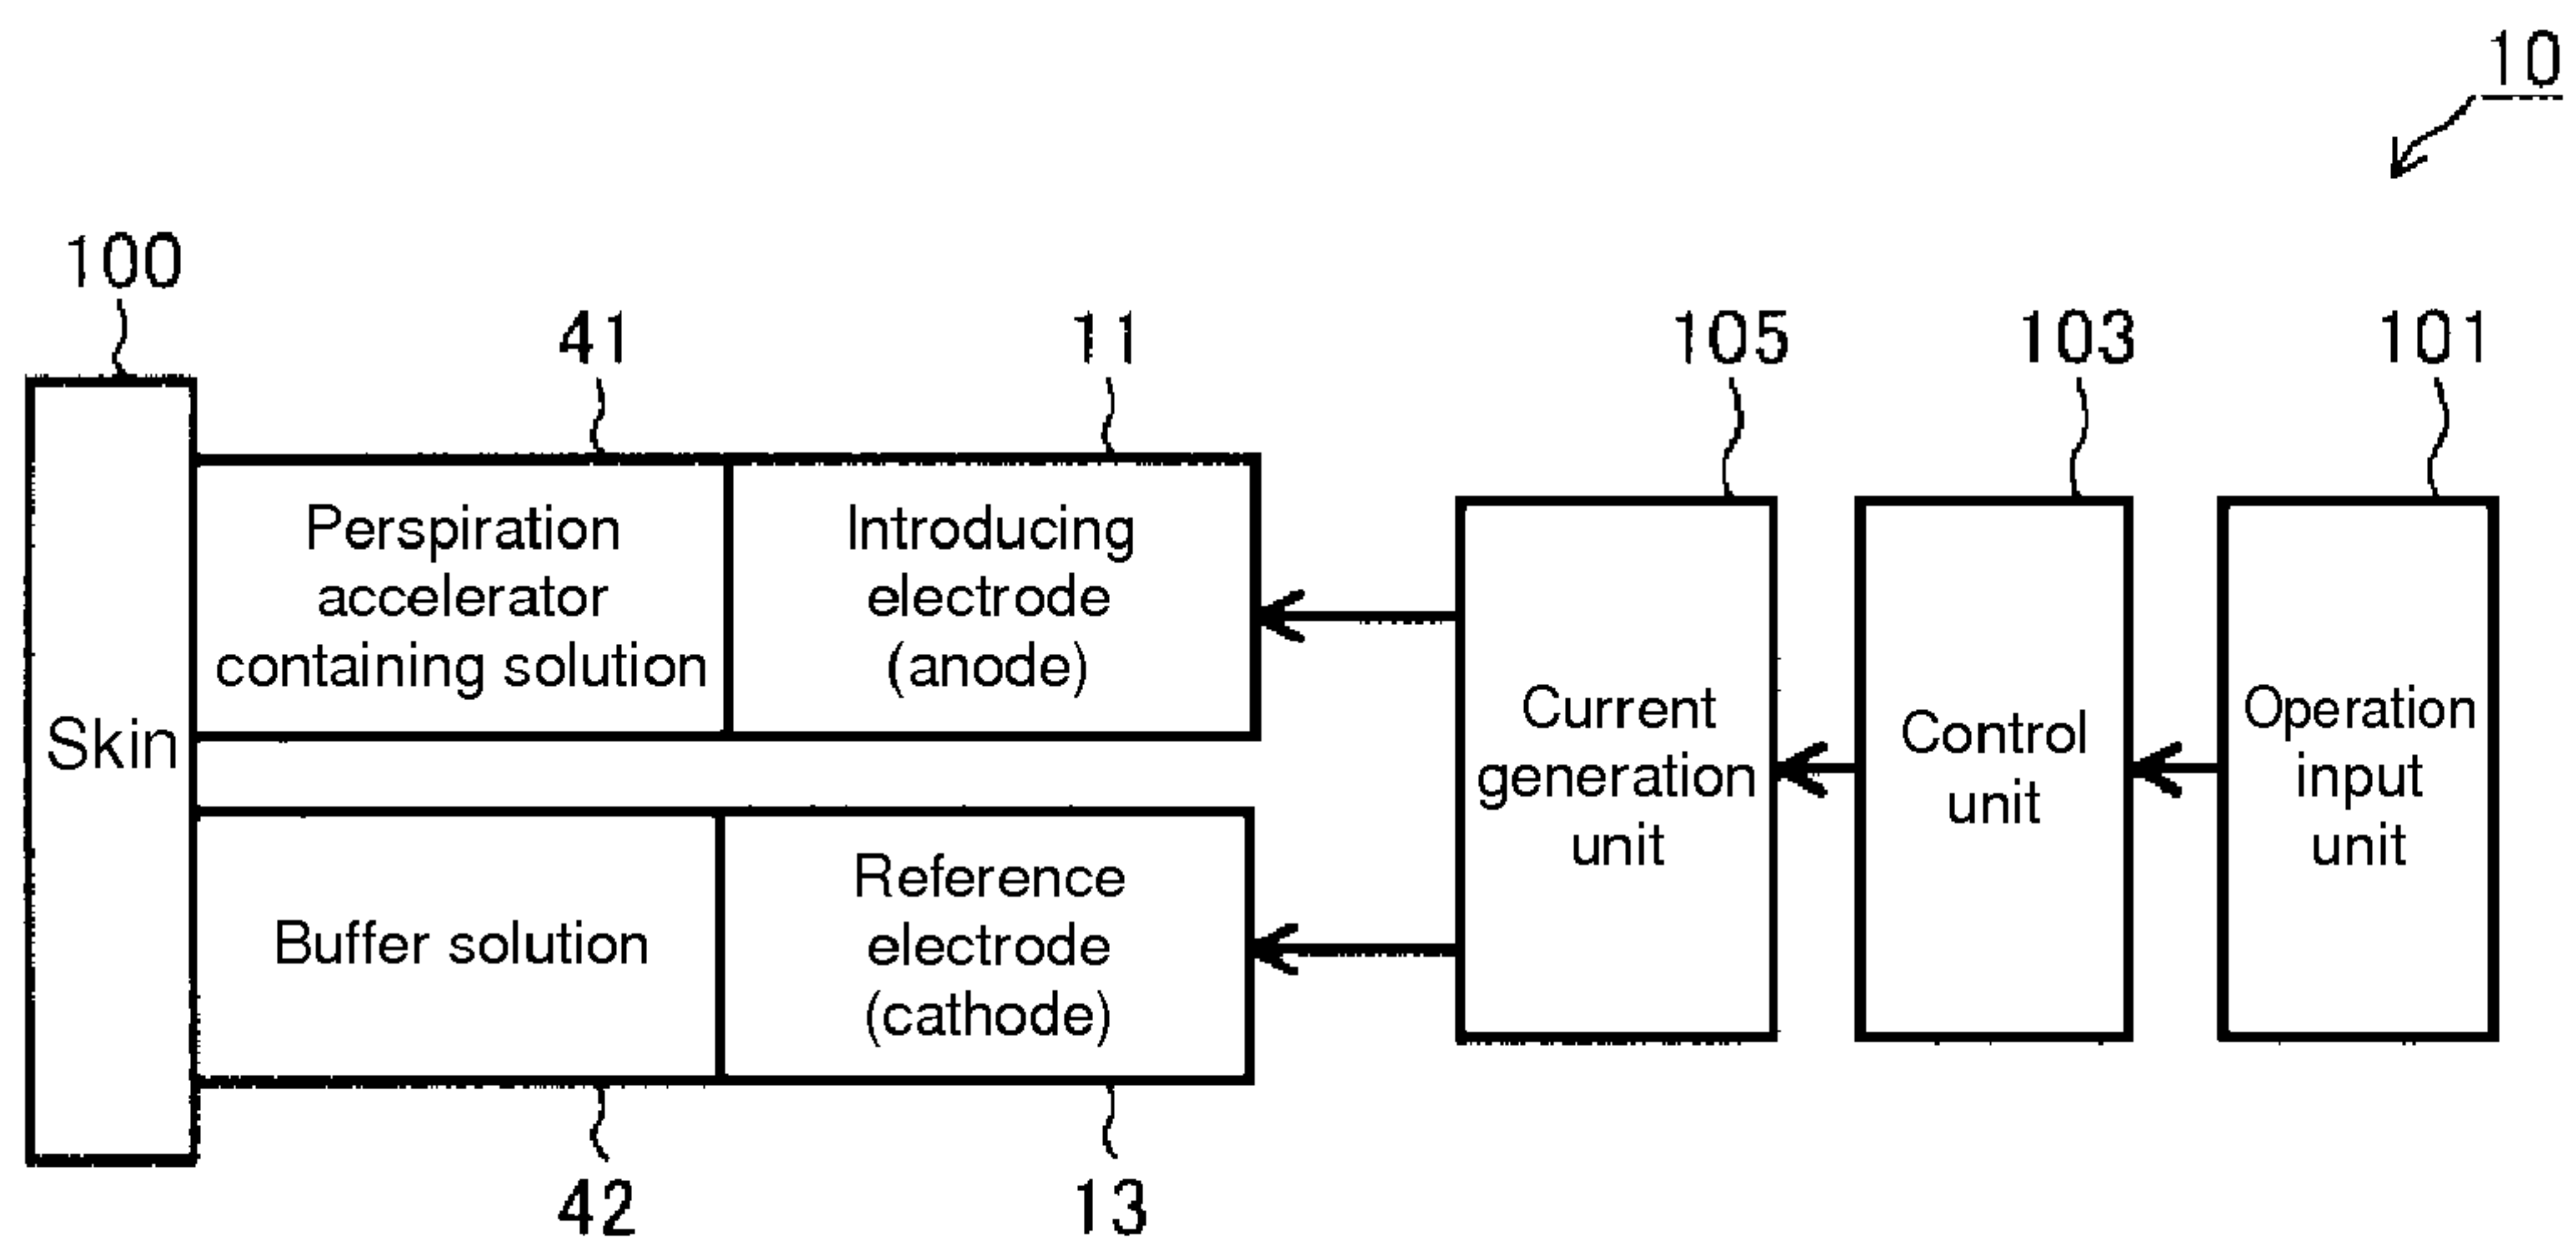 10
100
41
11
105
103
101
Perspiration
accelerator
containing solution
Introducing
electrode
(anode)
Skin
Current
generation
unit
Control
unit
Operation
input
unit
Buffer solution
Reference
electrode
(cathode)
42
13